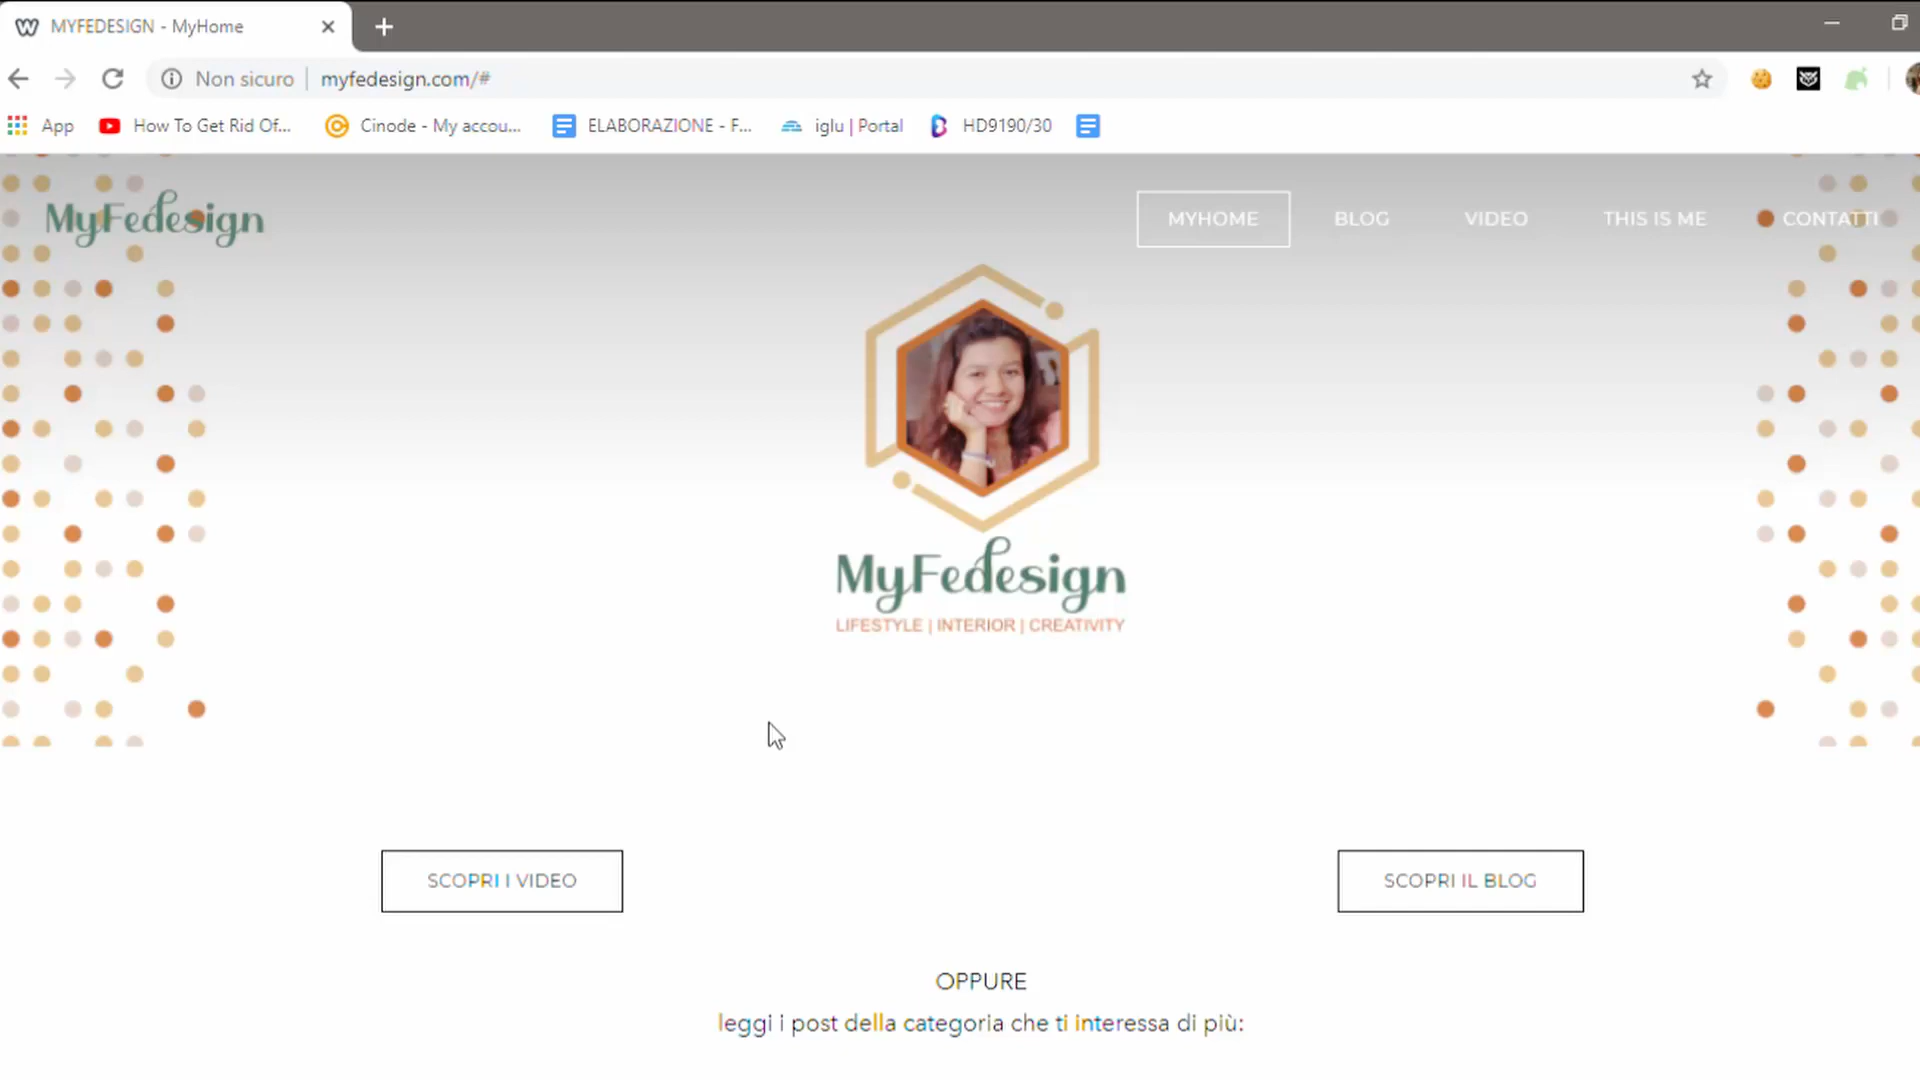 MYFEDESIGN - MyHome
Non sicuro myfedesign.com/#
App How To Get Rid Of... Cinode - My accou... ELABORAZIONE - F... iglu | Portal HD9190/30
MyFedesign MYHOME BLOG VIDEO THIS IS ME CONTATTI
MyFedesign
LIFESTYLE | INTERIOR | CREATIVITY
SCOPRI I VIDEO SCOPRI IL BLOG
OPPURE
leggi i post della categoria che ti interessa di più: